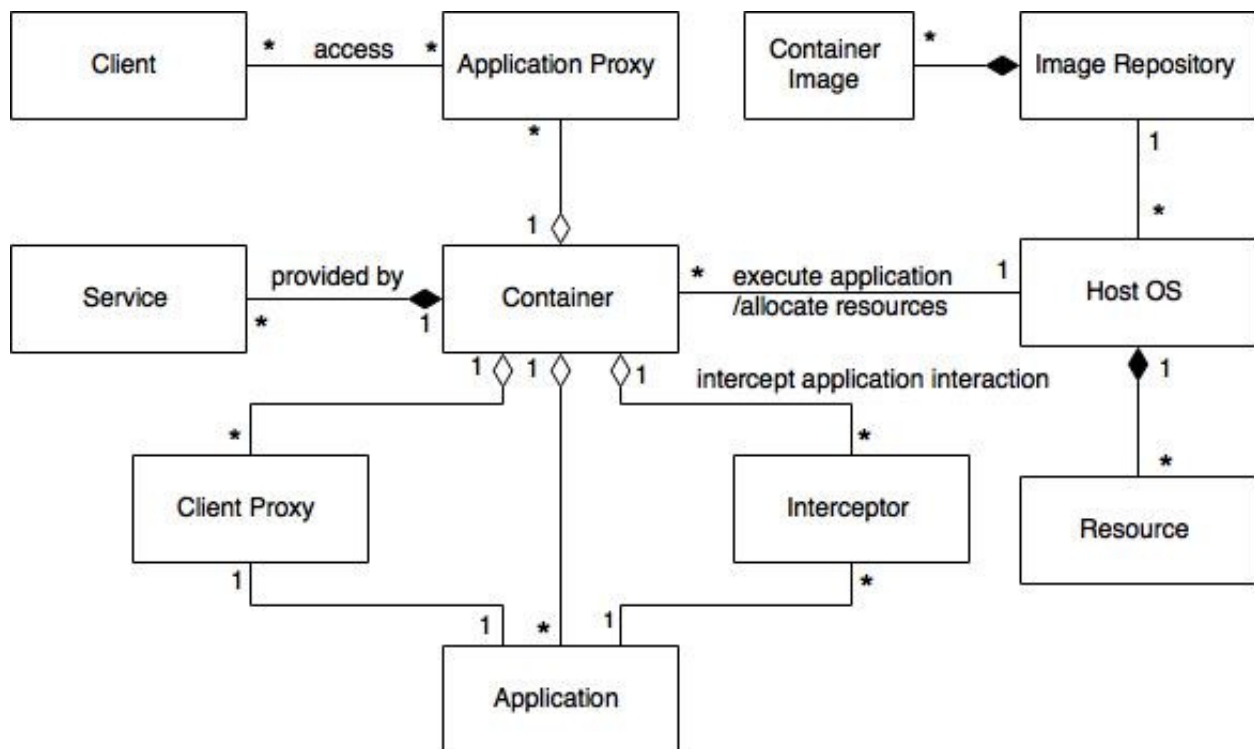 Client
* access *
Application Proxy
Container
Image
*
Image Repository
*
1
1
*
Service
provided by
*
1
Container
* execute application 1
/allocate resources
Host OS
1
1
1
intercept application interaction
1
*
*
*
Client Proxy
Interceptor
Resource
1
*
1
*
1
Application